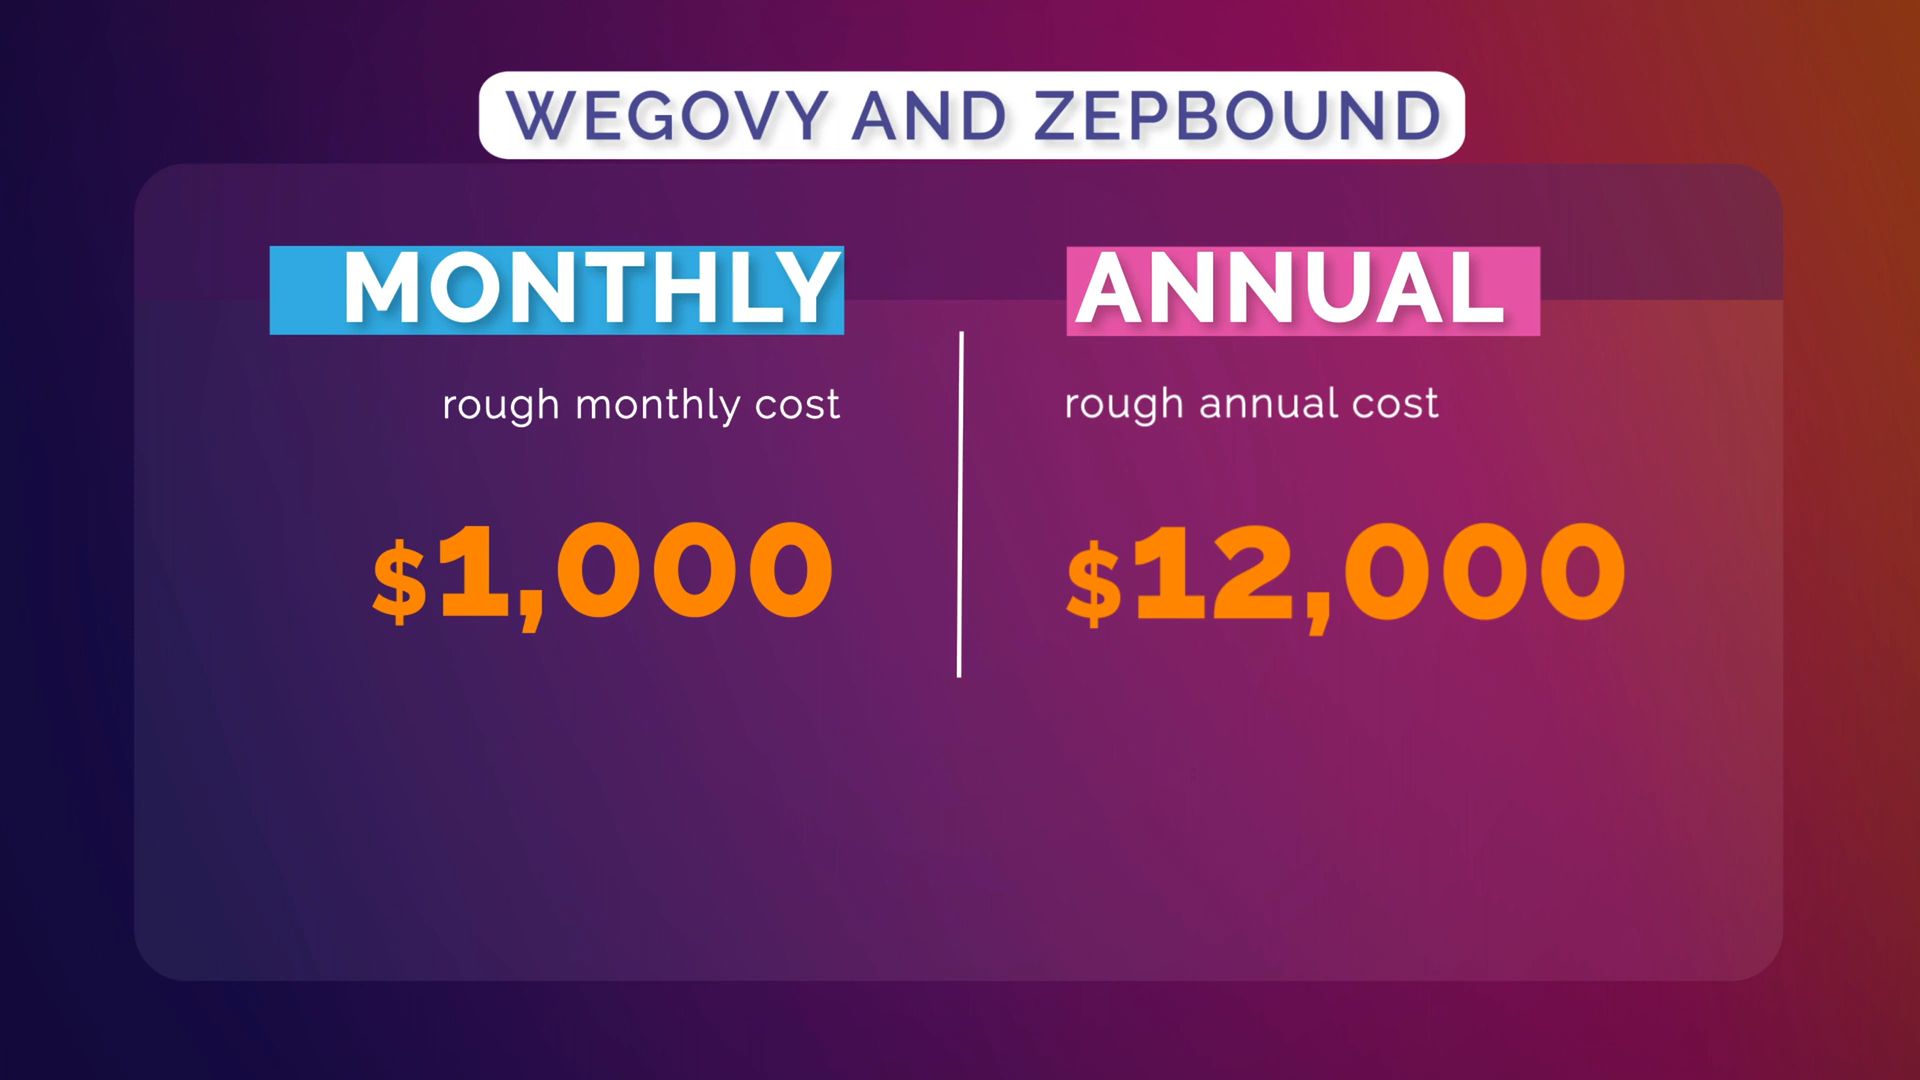 WEGOVY AND ZEPBOUND
MONTHLY
rough monthly cost
$1,000
ANNUAL
rough annual cost
$12,000